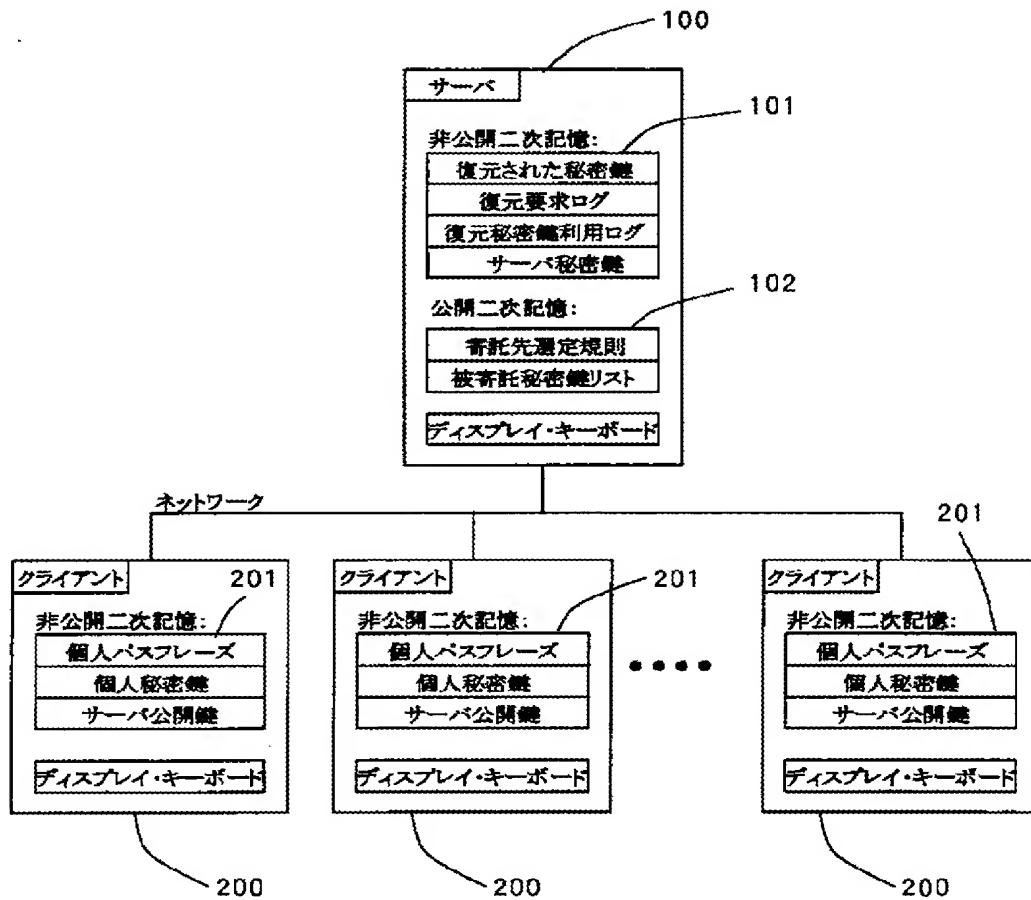 100
サーバ
101
非公開二次記憶:
復元された秘密鍵
復元要求ログ
復元秘密鍵利用ログ
サーバ秘密鍵
102
公開二次記憶:
寄託先選定規則
被寄託秘密鍵リスト
ディスプレイ・キーボード
ネットワーク
クライアント
201
非公開二次記憶:
個人パスフレーズ
個人秘密鍵
サーバ公開鍵
ディスプレイ・キーボード
200
クライアント
201
非公開二次記憶:
個人パスフレーズ
個人秘密鍵
サーバ公開鍵
ディスプレイ・キーボード
200
201
クライアント
非公開二次記憶:
個人パスフレーズ
個人秘密鍵
サーバ公開鍵
ディスプレイ・キーボード
200